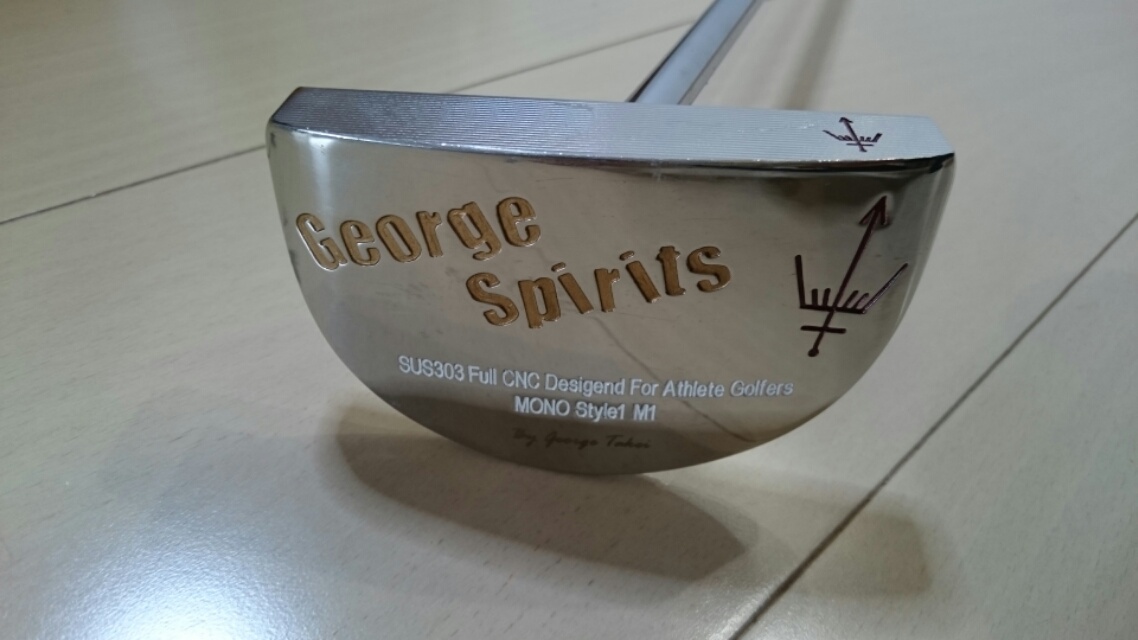 George
Spirits
SUS303 Full CNC Desigend For Athlete Golfers
MONO Style1 M1
By George Takei